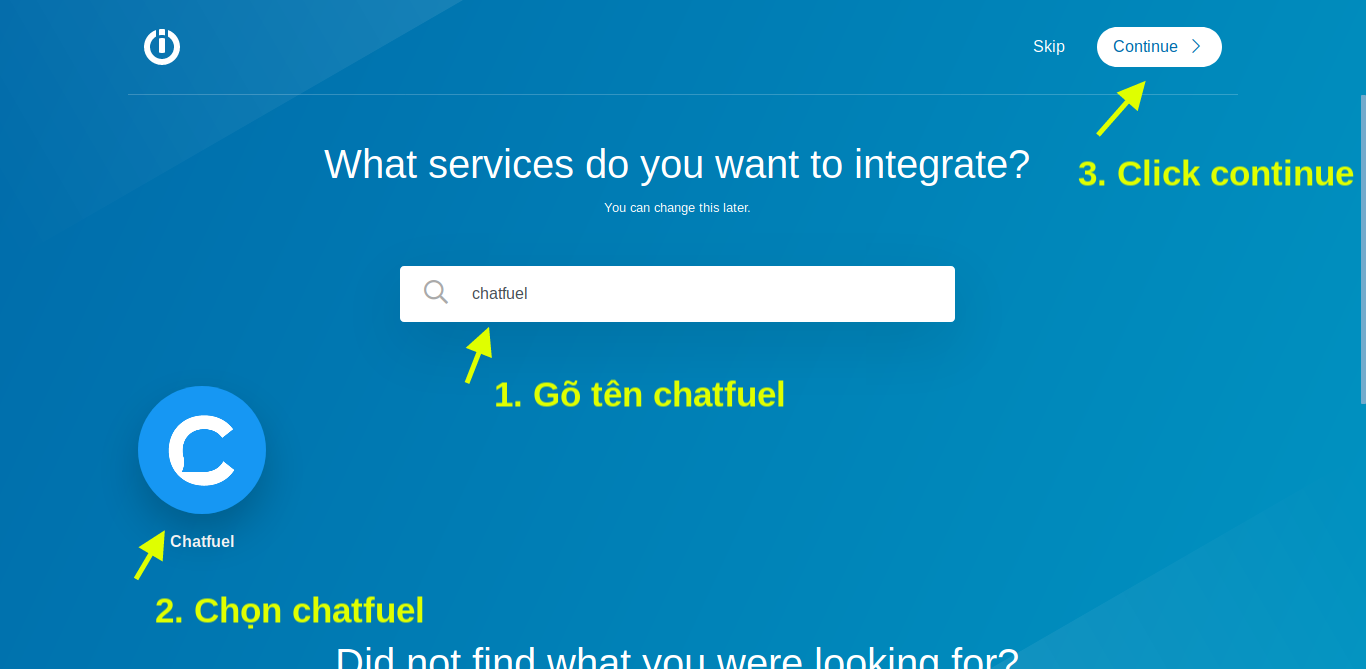 Skip
Continue
What services do you want to integrate?
3. Click continue
You can change this later.
chatfuel
1. Gõ tên chatfuel
Chatfuel
2. Chọn chatfuel
Did not find what you were looking for?